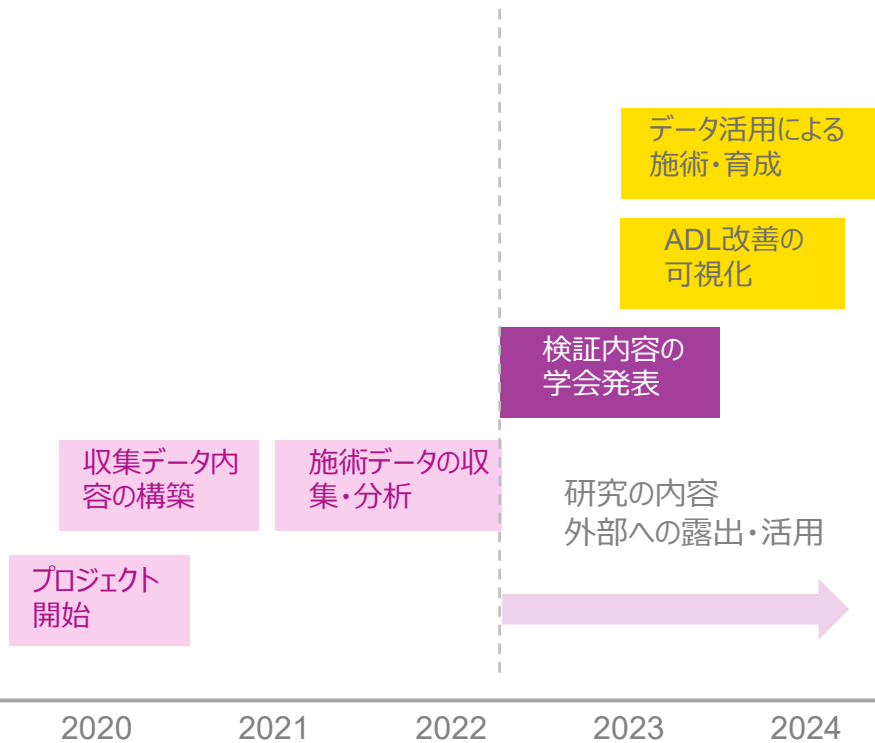 データ活用による
施術・育成
ADL改善の
可視化
検証内容の
学会発表
収集データ内
容の構築
施術データの収
集・分析
研究の内容
外部への露出・活用
プロジェクト
開始
2020
2021
2022
2023
2024